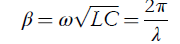 β = ω√LC = 2π/λ